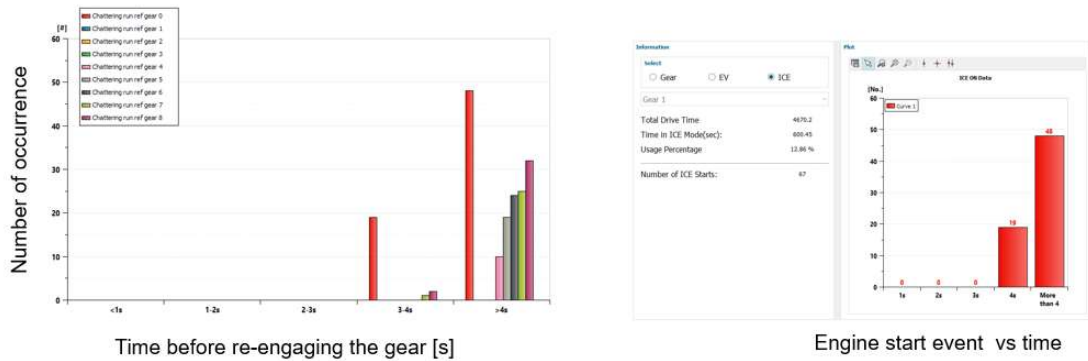 Chattering run ref gear 0
Chattering run ref gear 1
Chattering run ref gear 2
Chattering run ref gear 3
Chattering run ref gear 4
Chattering run ref gear 5
Chattering run ref gear 6
Chattering run ref gear 7
Chattering run ref gear 8
[#]
60
50
40
30
20
10
0
<1s
1-2s
2-3s
3-4s
>4s
Number of occurrence
Time before re-engaging the gear [s]
Information
Select
Gear
EV
ICE
Gear 1
Total Drive Time
4670.2
Time in ICE Mode(sec):
600.45
Usage Percentage
12.86 %
Number of ICE Starts:
67
Plot
ICE ON Data
[No.]
Curve 1
60
50
40
30
20
10
0
0
0
0
19
48
1s
2s
3s
4s
More
than 4
Engine start event vs time